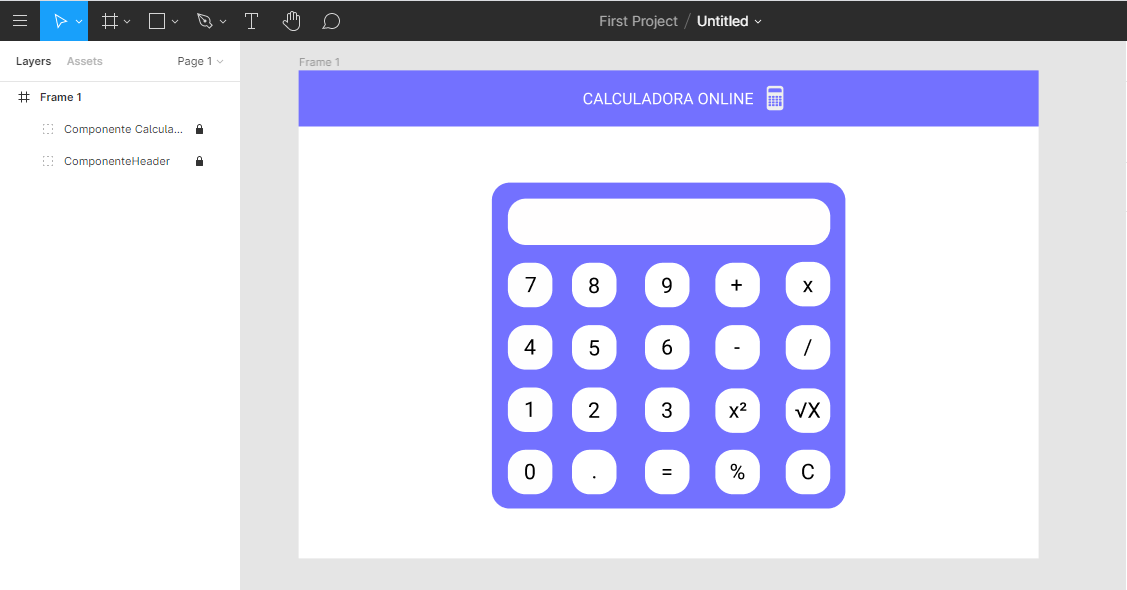 First Project / Untitled
Layers Assets Page 1
Frame 1
Componente Calcula...
ComponenteHeader
Frame 1
CALCULADORA ONLINE
7 8 9 + x
4 5 6 - /
1 2 3 x² √X
0 . = % C